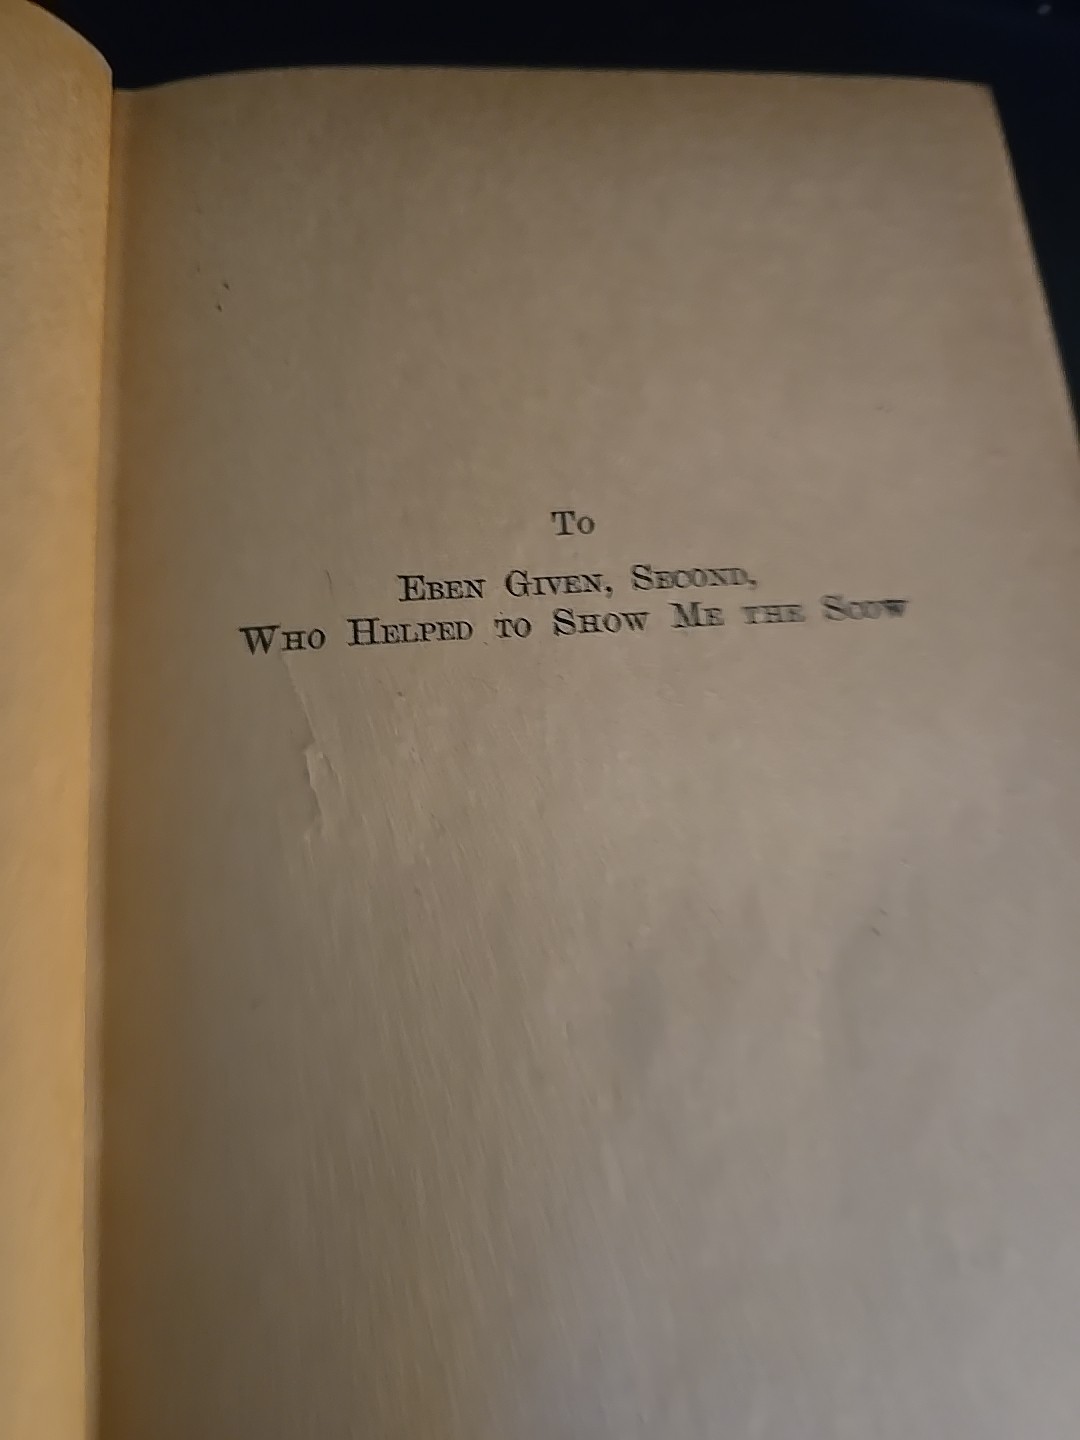 To
Eben Given, Second,
Who Helped to Show Me the Scow